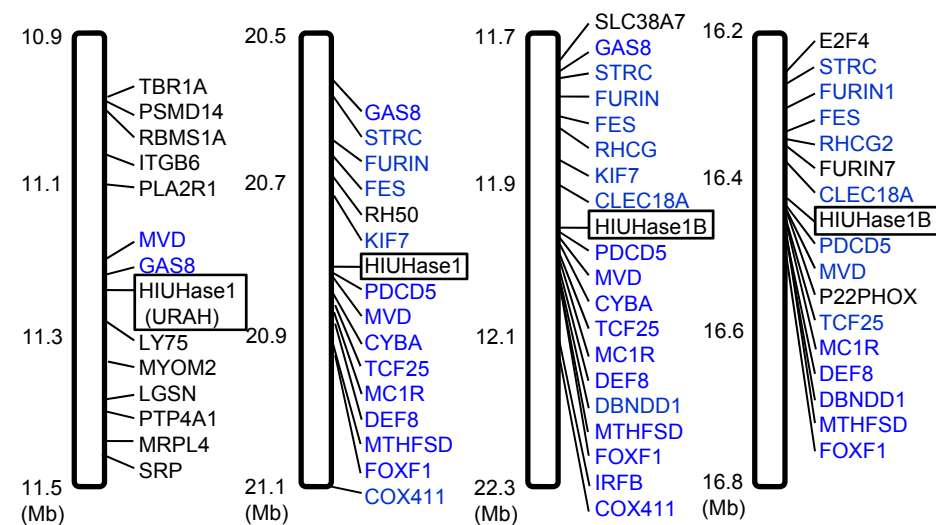 10.9
11.1
11.3
11.5
(Mb)
TBR1A
PSMD14
RBMS1A
ITGB6
PLA2R1
MVD
GAS8
HIUHase1
(URAH)
LY75
MYOM2
LGSN
PTP4A1
MRPL4
SRP
20.5
20.7
20.9
21.1
(Mb)
GAS8
STRC
FURIN
FES
RH50
KIF7
HIUHase1
PDCD5
MVD
CYBA
TCF25
MC1R
DEF8
MTHFSD
FOXF1
COX411
11.7
11.9
12.1
22.3
(Mb)
SLC38A7
GAS8
STRC
FURIN
FES
RHCG
KIF7
CLEC18A
HIUHase1B
PDCD5
MVD
CYBA
TCF25
MC1R
DEF8
DBNDD1
MTHFSD
FOXF1
IRFB
COX411
16.2
16.4
16.6
16.8
(Mb)
E2F4
STRC
FURIN1
FES
RHCG2
FURIN7
CLEC18A
HIUHase1B
PDCD5
MVD
P22PHOX
TCF25
MC1R
DEF8
DBNDD1
MTHFSD
FOXF1